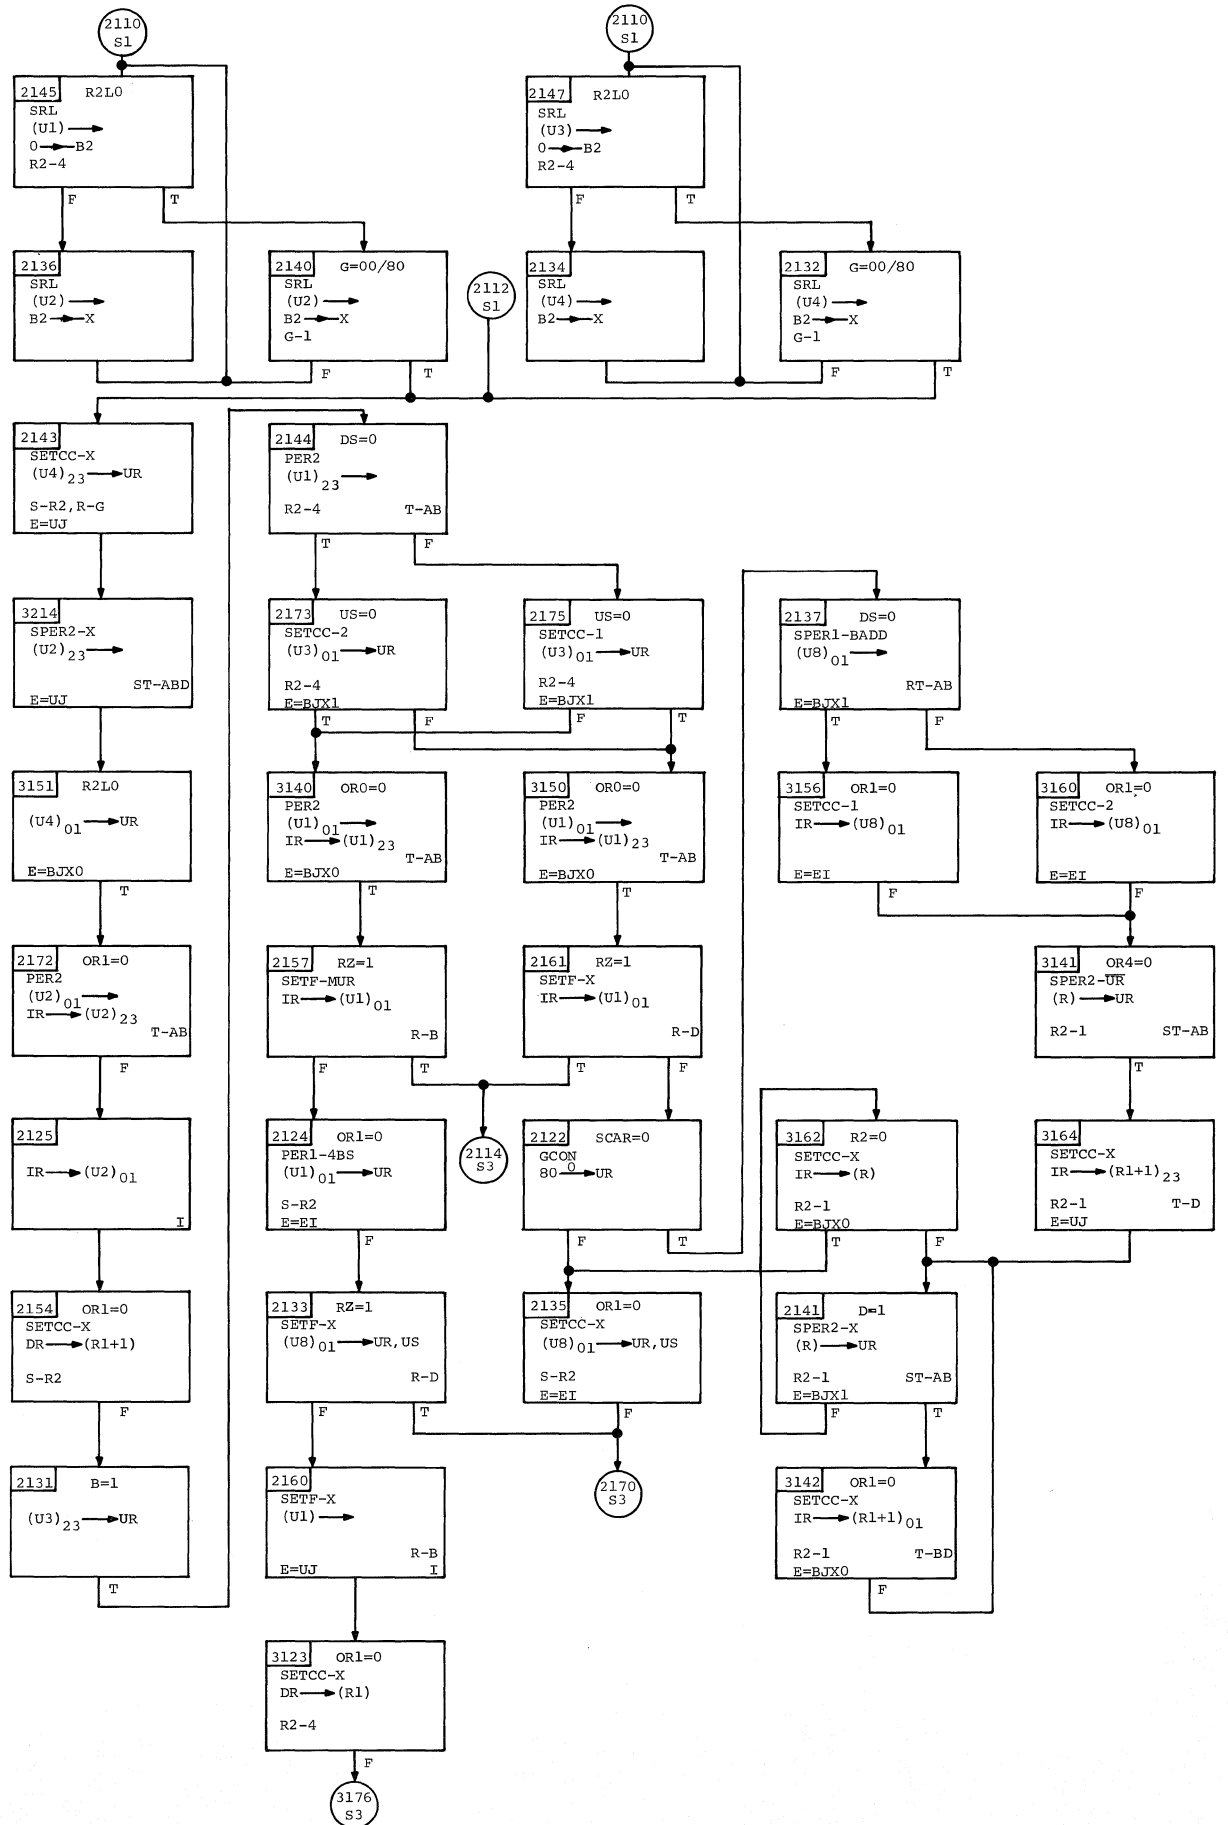 2110
S1
2110
S1
2145 R2L0
SRL
(U1)
0 B2
R2-4
F T
2147 R2L0
SRL
(U3)
0 B2
R2-4
F T
2136
SRL
(U2)
B2 X
2140 G=00/80
SRL
(U2)
B2 X
G-1
F T
2112
S1
2134
SRL
(U4)
B2 X
2132 G=00/80
SRL
(U4)
B2 X
G-1
F T
2143
SETCC-X
(U4)23 UR
S-R2,R-G
E=UJ
2144 DS=0
PER2
(U1)23
R2-4 T-AB
T F
3214
SPER2-X
(U2)23
ST-ABD
E=UJ
2173 US=0
SETCC-2
(U3)01 UR
R2-4
E=BJX1
T F
2175 US=0
SETCC-1
(U3)01 UR
R2-4
E=BJX1
F T
2137 DS=0
SPER1-BADD
(U8)01
RT-AB
E=BJX1
T F
3151 R2L0
(U4)01 UR
E=BJX0
T
3140 OR0=0
PER2
(U1)01
IR (U1)23
T-AB
E=BJX0
T
3150 OR0=0
PER2
(U1)01
IR (U1)23
T-AB
E=BJX0
T
3156 OR1=0
SETCC-1
IR (U8)01
E=EI
F
3160 OR1=0
SETCC-2
IR (U8)01
E=EI
F
2172 OR1=0
PER2
(U2)01
IR (U2)23
T-AB
F
2157 RZ=1
SETF-MUR
IR (U1)01
R-B
F T
2161 RZ=1
SETF-X
IR (U1)01
R-D
T F
3141 OR4=0
SPER2-U̅R̅
(R) UR
R2-1 ST-AB
T
2125
IR (U2)01
I
2124 OR1=0
PER1-4BS
(U1)01 UR
S-R2
E=EI
F
2114
S3
2122 SCAR=0
GCON
80 0 UR
F T
3162 R2=0
SETCC-X
IR (R)
R2-1
E=BJX0
T F
3164
SETCC-X
IR (R1+1)23
R2-1 T-D
E=UJ
2154 OR1=0
SETCC-X
DR (R1+1)
S-R2
F
2133 RZ=1
SETF-X
(U8)01 UR,US
R-D
F T
2135 OR1=0
SETCC-X
(U8)01 UR,US
S-R2
E=EI
F
2141 D=1
SPER2-X
(R) UR
R2-1 ST-AB
E=BJX1
F T
2131 B=1
(U3)23 UR
T
2160
SETF-X
(U1)
R-B
E=UJ I
2170
S3
3142 OR1=0
SETCC-X
IR (R1+1)01
R2-1 T-BD
E=BJX0
F
3123 OR1=0
SETCC-X
DR (R1)
R2-4
F
3176
S3